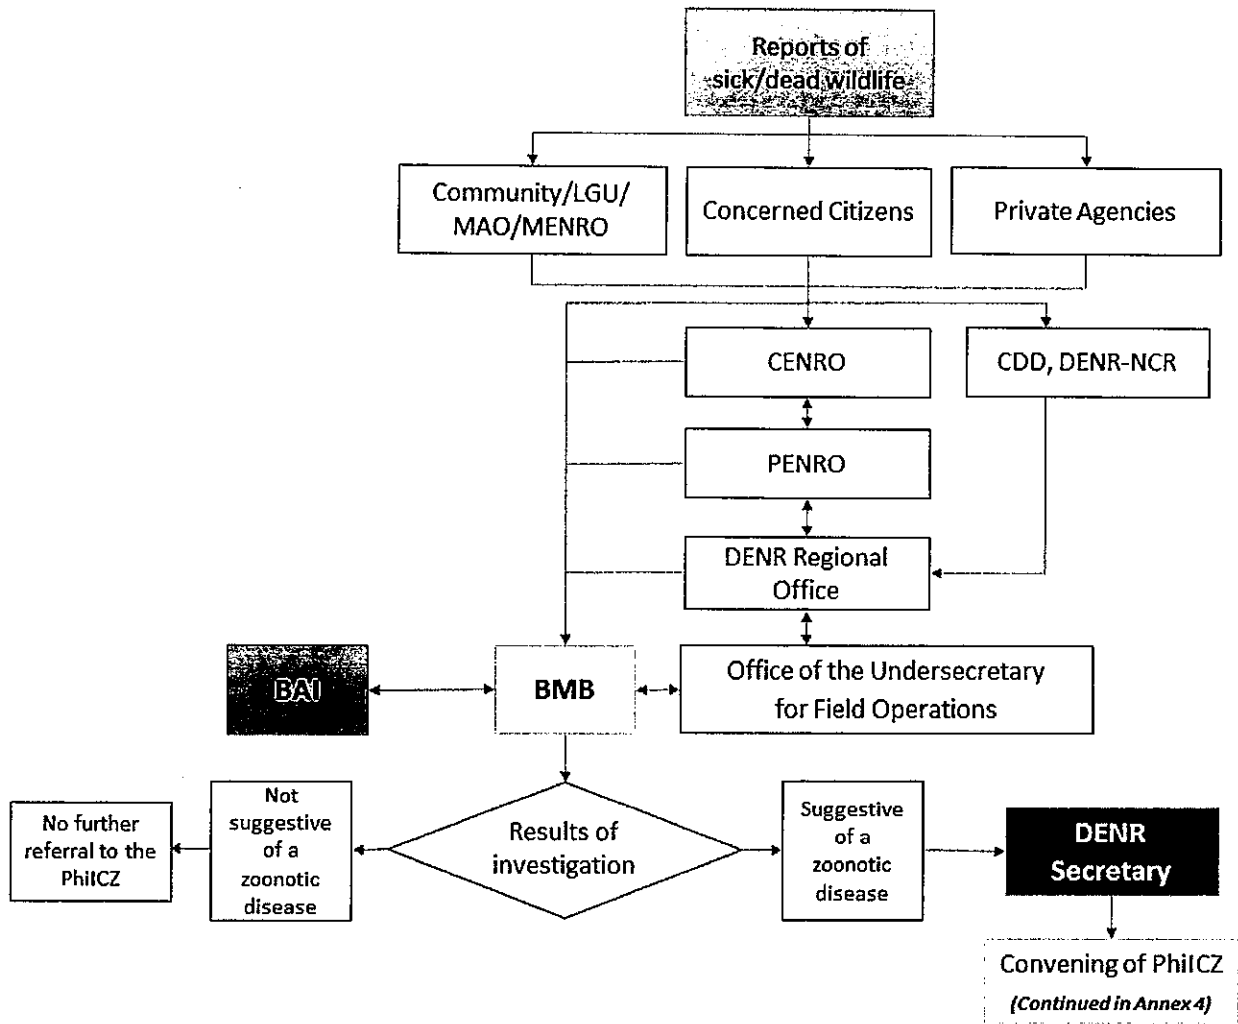 Reports of
sick/dead wildlife
Community/LGU/
MAO/MENRO
Concerned Citizens
Private Agencies
CENRO
CDD, DENR-NCR
PENRO
DENR Regional
Office
BAI
BMB
Office of the Undersecretary
for Field Operations
No further
referral to the
PhilICZ
Not
suggestive
of a
zoonotic
disease
Results of
investigation
Suggestive
of a
zoonotic
disease
DENR
Secretary
Convening of PhilICZ
(Continued in Annex 4)